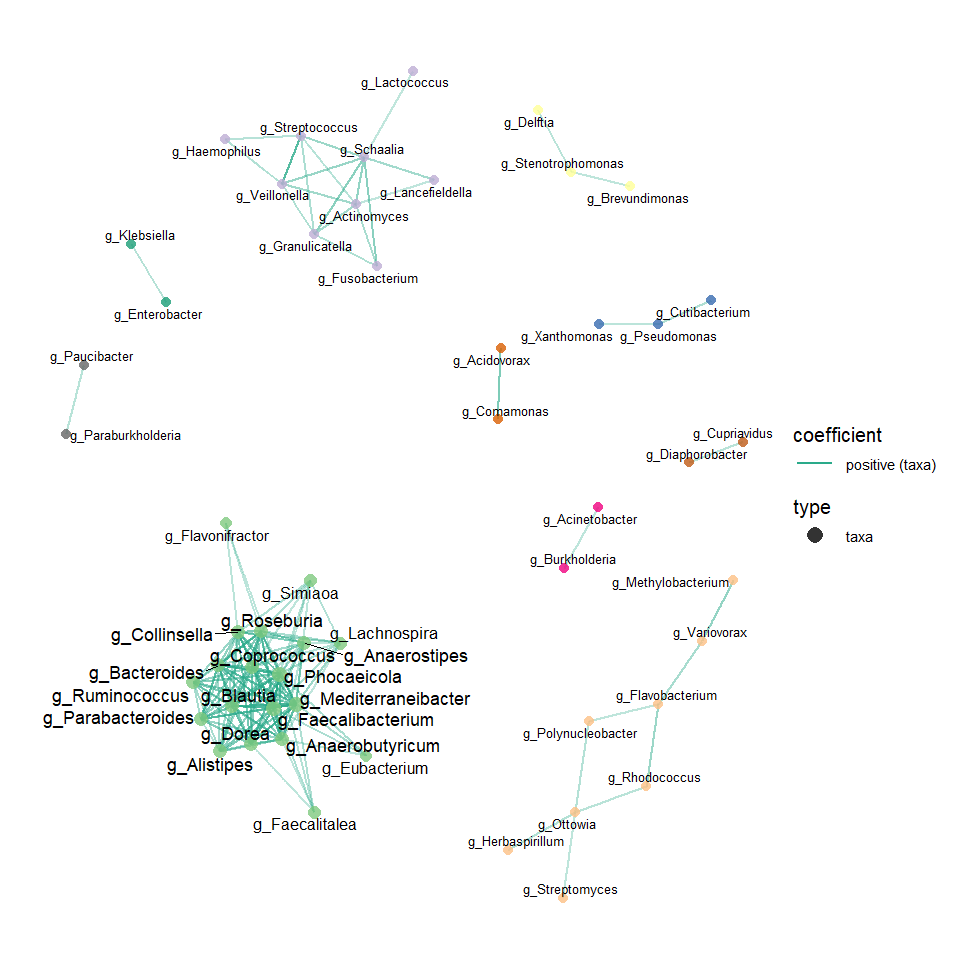 g_Lactococcus
g_Streptococcus
g_Haemophilus
g_Schaalia
g_Veillonella
g_Lancefieldella
g_Actinomyces
g_Granulicatella
g_Fusobacterium
g_Delftia
g_Stenotrophomonas
g_Brevundimonas
g_Klebsiella
g_Enterobacter
g_Paucibacter
g_Paraburkholderia
g_Cutibacterium
g_Xanthomonas
g_Pseudomonas
g_Acidovorax
g_Comamonas
g_Cupriavidus
g_Diaphorobacter
coefficient
positive (taxa)
type
taxa
g_Acinetobacter
g_Burkholderia
g_Methylobacterium
g_Variovorax
g_Flavobacterium
g_Polynucleobacter
g_Rhodococcus
g_Ottowia
g_Herbaspirillum
g_Streptomyces
g_Flavonifractor
g_Simiaoa
g_Roseburia
g_Collinsella
g_Lachnospira
g_Coprococcus
g_Anaerostipes
g_Bacteroides
g_Phocaeicola
g_Ruminococcus
g_Blautia
g_Mediterraneibacter
g_Parabacteroides
g_Faecalibacterium
g_Dorea
g_Anaerobutyricum
g_Alistipes
g_Eubacterium
g_Faecalitalea